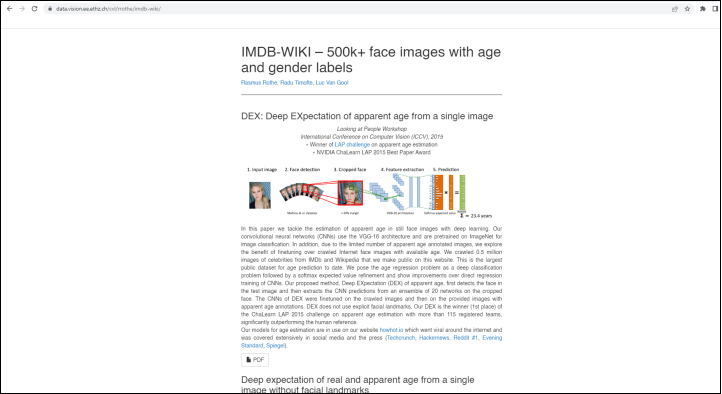 data.vision.ee.ethz.ch/cvl/rrothe/imdb-wiki/
IMDB-WIKI – 500k+ face images with age
and gender labels
Rasmus Rothe, Radu Timofte, Luc Van Gool
DEX: Deep EXpectation of apparent age from a single image
Looking at People Workshop
International Conference on Computer Vision (ICCV), 2015
• Winner of LAP challenge on apparent age estimation
• NVIDIA ChaLearn LAP 2015 Best Paper Award
1. Input image 2. Face detection 3. Cropped face 4. Feature extraction 5. Prediction
+ 40% margin VGG-16 architecture Softmax expected value
Σ = 23.4 years
In this paper we tackle the estimation of apparent age in still face images with deep learning. Our
convolutional neural networks (CNNs) use the VGG-16 architecture and are pretrained on ImageNet for
image classification. In addition, due to the limited number of apparent age annotated images, we explore
the benefit of finetuning over crawled Internet face images with available age. We crawled 0.5 million
images of celebrities from IMDb and Wikipedia that we make public on this website. This is the largest
public dataset for age prediction to date. We pose the age regression problem as a deep classification
problem followed by a softmax expected value refinement and show improvements over direct regression
training of CNNs. Our proposed method, Deep EXpectation (DEX) of apparent age, first detects the face in
the test image and then extracts the CNN predictions from an ensemble of 20 networks on the cropped
face. The CNNs of DEX were finetuned on the crawled images and then on the provided images with
apparent age annotations. DEX does not use explicit facial landmarks. Our DEX is the winner (1st place) of
the ChaLearn LAP 2015 challenge on apparent age estimation with more than 115 registered teams,
significantly outperforming the human reference.
Our models for age estimation are in use on our website howhot.io which went viral around the internet and
was covered extensively in social media and the press (Techcrunch, Hackernews, Reddit #1, Evening
Standard, Spiegel).
PDF
Deep expectation of real and apparent age from a single
image without facial landmarks